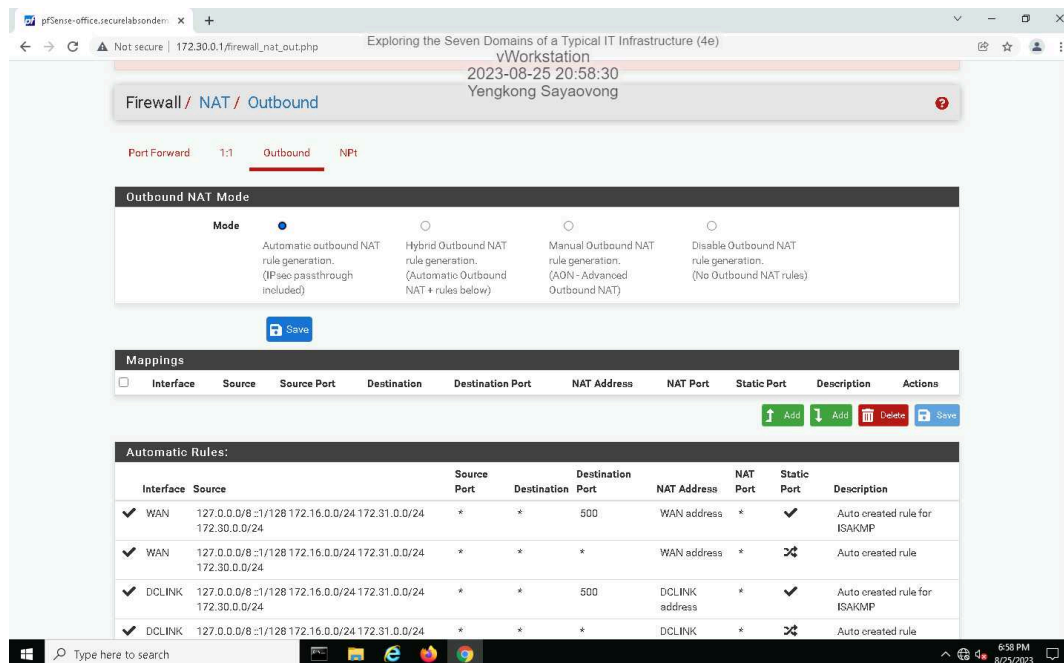 pfSense-office.securelabsondem
Not secure | 172.30.0.1/firewall_nat_out.php
Exploring the Seven Domains of a Typical IT Infrastructure (4e)
vWorkstation
2023-08-25 20:58:30
Yengkong Sayaovong
Firewall / NAT / Outbound
Port Forward 1:1 Outbound NPt
Outbound NAT Mode
Mode
Automatic outbound NAT
rule generation.
(IPsec passthrough
included)
Hybrid Outbound NAT
rule generation.
(Automatic Outbound
NAT + rules below)
Manual Outbound NAT
rule generation.
(AON - Advanced
Outbound NAT)
Disable Outbound NAT
rule generation.
(No Outbound NAT rules)
Save
Mappings
Interface Source Source Port Destination Destination Port NAT Address NAT Port Static Port Description Actions
Add Add Delete Save
Automatic Rules:
Interface Source Source Port Destination Destination Port NAT Address NAT Port Static Port Description
WAN 127.0.0.0/8 ::1/128 172.16.0.0/24 172.31.0.0/24 * * 500 WAN address * Auto created rule for
172.30.0.0/24 ISAKMP
WAN 127.0.0.0/8 ::1/128 172.16.0.0/24 172.31.0.0/24 * * * WAN address * Auto created rule
172.30.0.0/24
DCLINK 127.0.0.0/8 ::1/128 172.16.0.0/24 172.31.0.0/24 * * 500 DCLINK * Auto created rule for
172.30.0.0/24 address ISAKMP
DCLINK 127.0.0.0/8 ::1/128 172.16.0.0/24 172.31.0.0/24 * * * DCLINK * Auto created rule
Type here to search
6:58 PM
8/25/2023